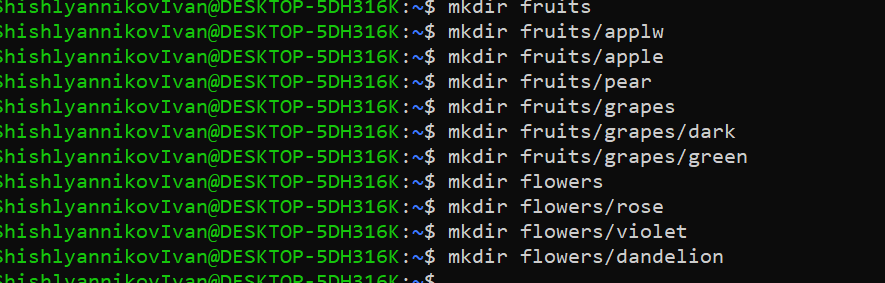 ShishlyannikovIvan@DESKTOP-5DH316K:~$ mkdir fruits
ShishlyannikovIvan@DESKTOP-5DH316K:~$ mkdir fruits/applw
ShishlyannikovIvan@DESKTOP-5DH316K:~$ mkdir fruits/apple
ShishlyannikovIvan@DESKTOP-5DH316K:~$ mkdir fruits/pear
ShishlyannikovIvan@DESKTOP-5DH316K:~$ mkdir fruits/grapes
ShishlyannikovIvan@DESKTOP-5DH316K:~$ mkdir fruits/grapes/dark
ShishlyannikovIvan@DESKTOP-5DH316K:~$ mkdir fruits/grapes/green
ShishlyannikovIvan@DESKTOP-5DH316K:~$ mkdir flowers
ShishlyannikovIvan@DESKTOP-5DH316K:~$ mkdir flowers/rose
ShishlyannikovIvan@DESKTOP-5DH316K:~$ mkdir flowers/violet
ShishlyannikovIvan@DESKTOP-5DH316K:~$ mkdir flowers/dandelion
ShishlyannikovIvan@DESKTOP-5DH316K:~$